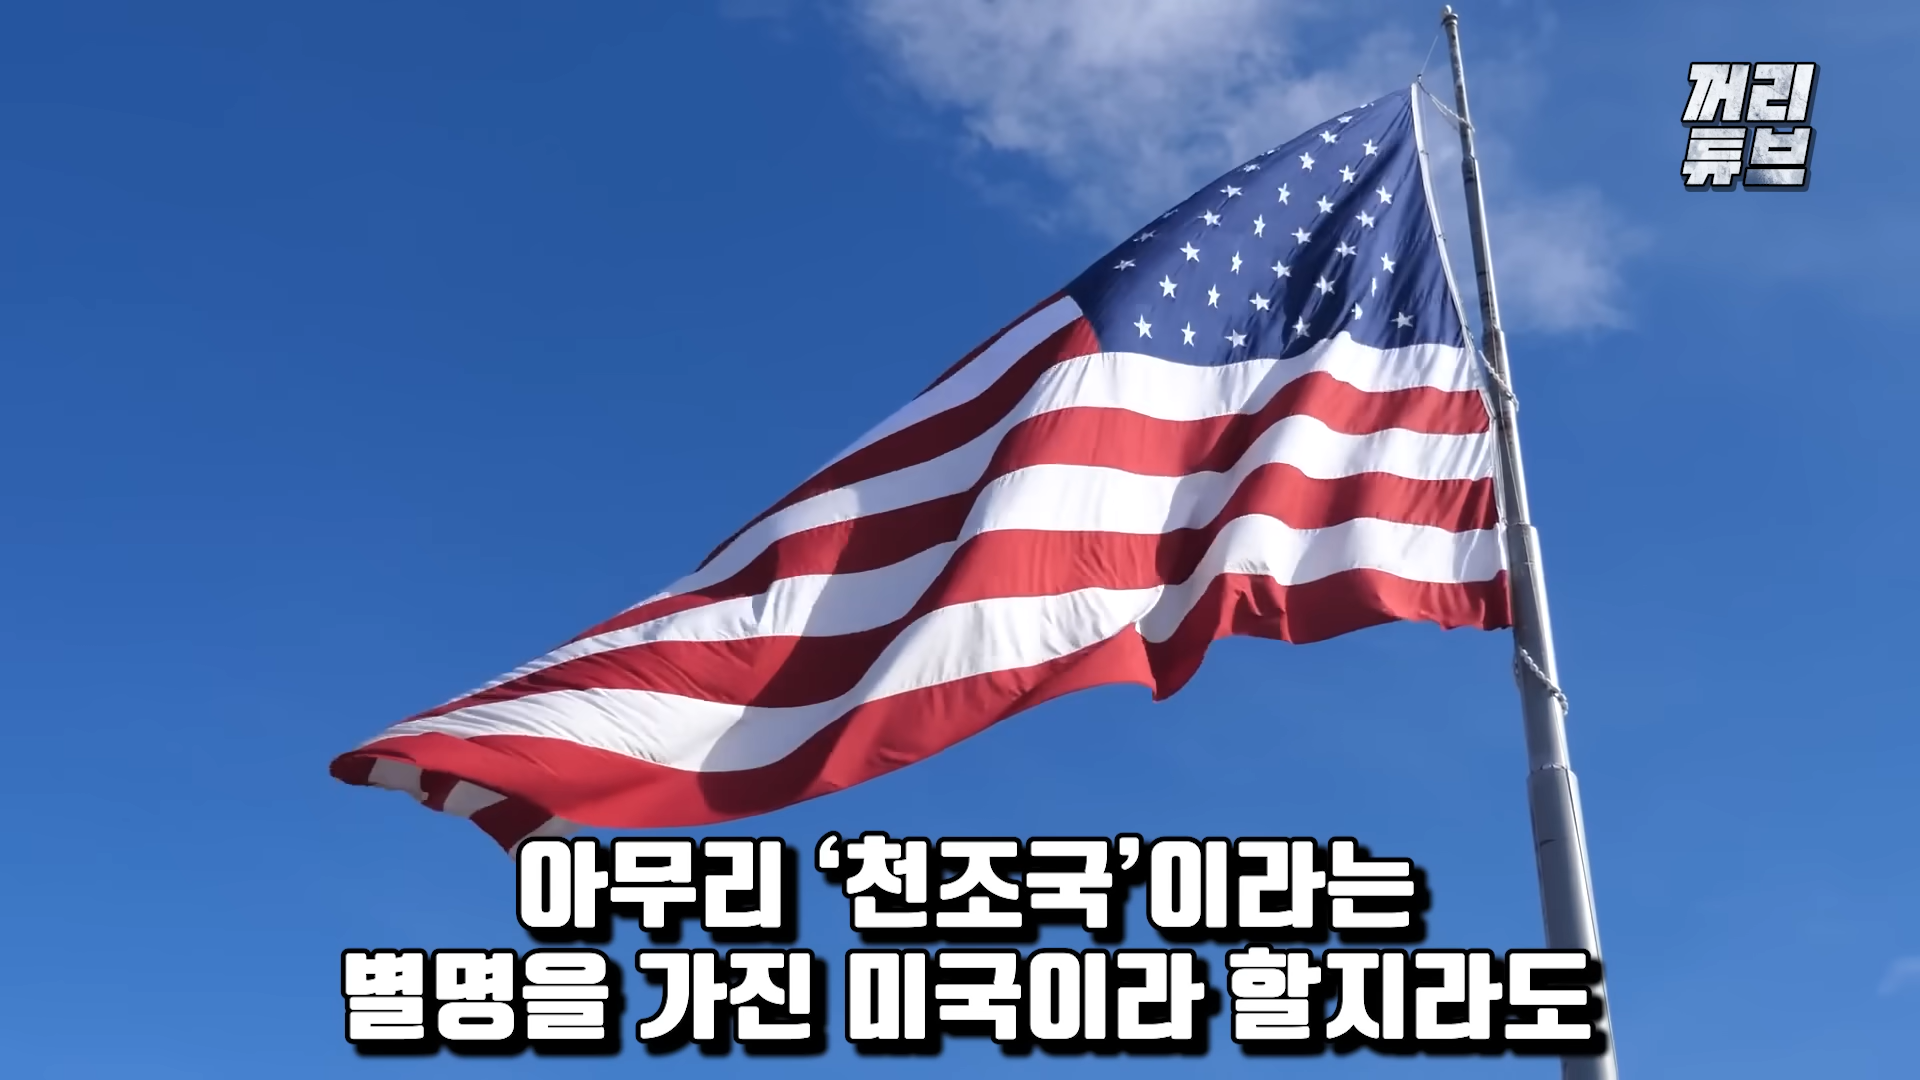 꺼리
튜브
아무리 ‘천조국’이라는
별명을 가진 미국이라 할지라도